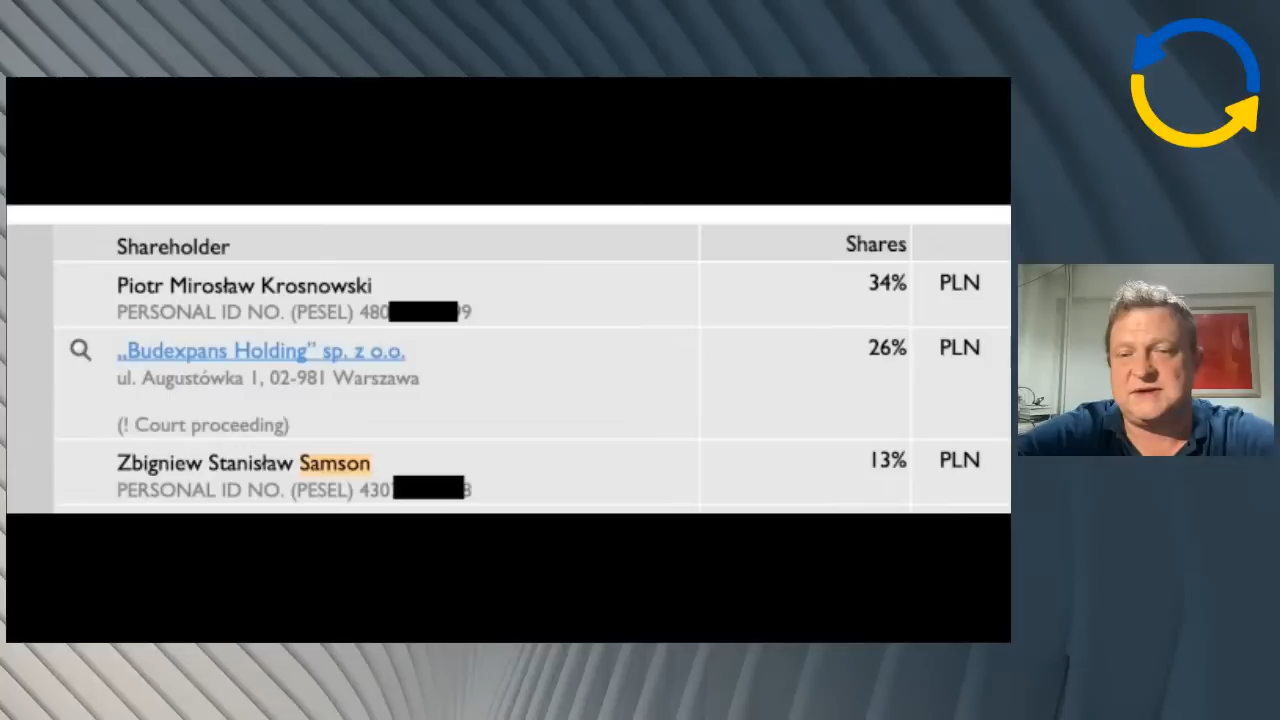 Shareholder Shares
Piotr Mirosław Krosnowski 34% PLN
PERSONAL ID NO. (PESEL) 480 9
„Budexpans Holding” sp. z o.o. 26% PLN
ul. Augustówka 1, 02-981 Warszawa
(! Court proceeding)
Zbigniew Stanisław Samson 13% PLN
PERSONAL ID NO. (PESEL) 430 8